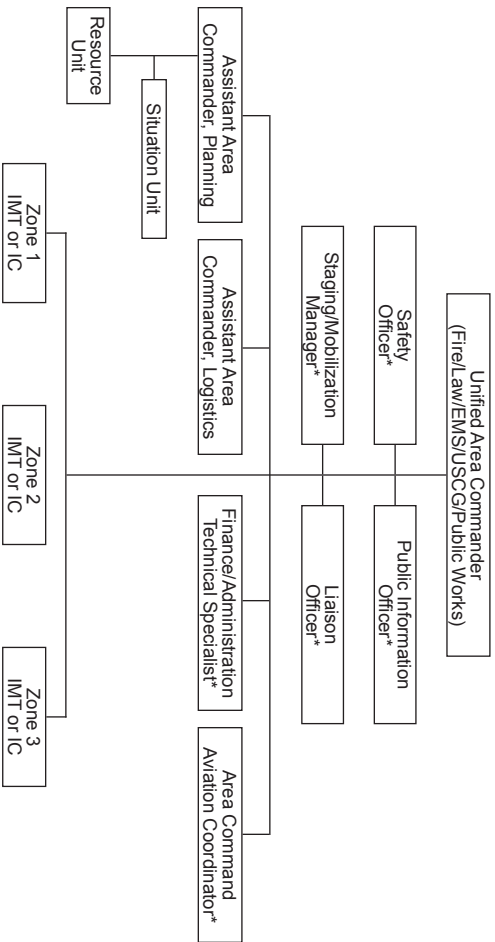 Unified Area Commander
(Fire/Law/EMS/USCG/Public Works)
Safety
Officer*
Public Information
Officer*
Staging/Mobilization
Manager*
Liaison
Officer*
Assistant Area
Commander, Planning
Assistant Area
Commander, Logistics
Finance/Administration
Technical Specialist*
Area Command
Aviation Coordinator*
Situation Unit
Resource
Unit
Zone 1
IMT or IC
Zone 2
IMT or IC
Zone 3
IMT or IC